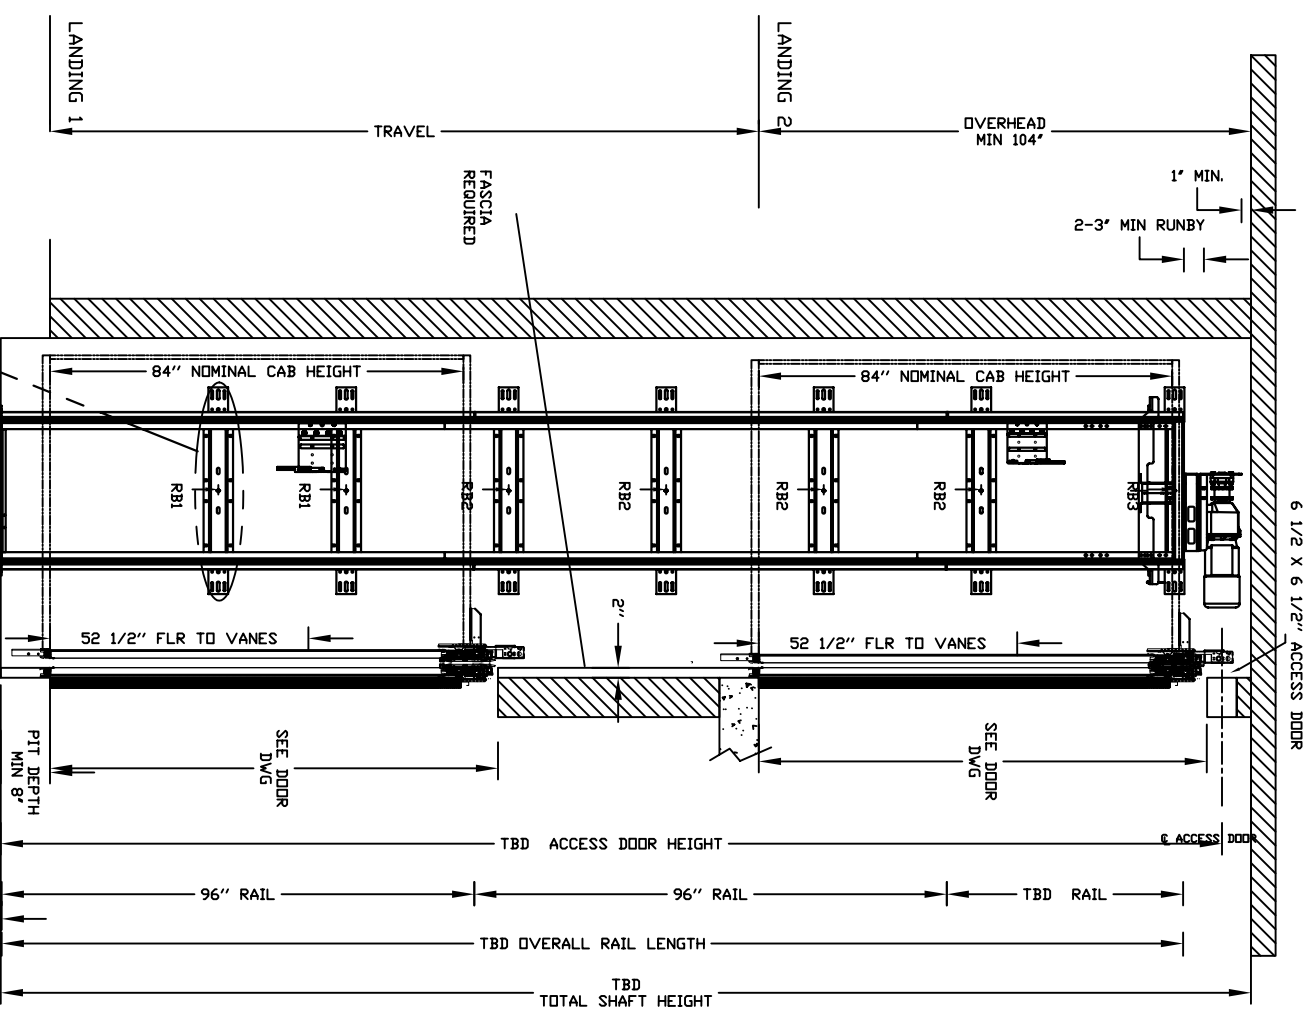 LANDING 1
LANDING 2
TRAVEL
OVERHEAD
MIN 104"
1" MIN.
2-3" MIN RUNBY
FASCIA
REQUIRED
84" NOMINAL CAB HEIGHT
84" NOMINAL CAB HEIGHT
RB1
RB1
RB2
RB2
RB2
RB2
RB3
6 1/2 X 6 1/2" ACCESS DOOR
52 1/2" FLR TO VANES
2"
52 1/2" FLR TO VANES
PIT DEPTH
MIN 8"
SEE DOOR
DWG
SEE DOOR
DWG
TBD ACCESS DOOR HEIGHT
℄ ACCESS DOOR
96" RAIL
96" RAIL
TBD RAIL
TBD OVERALL RAIL LENGTH
TBD
TOTAL SHAFT HEIGHT